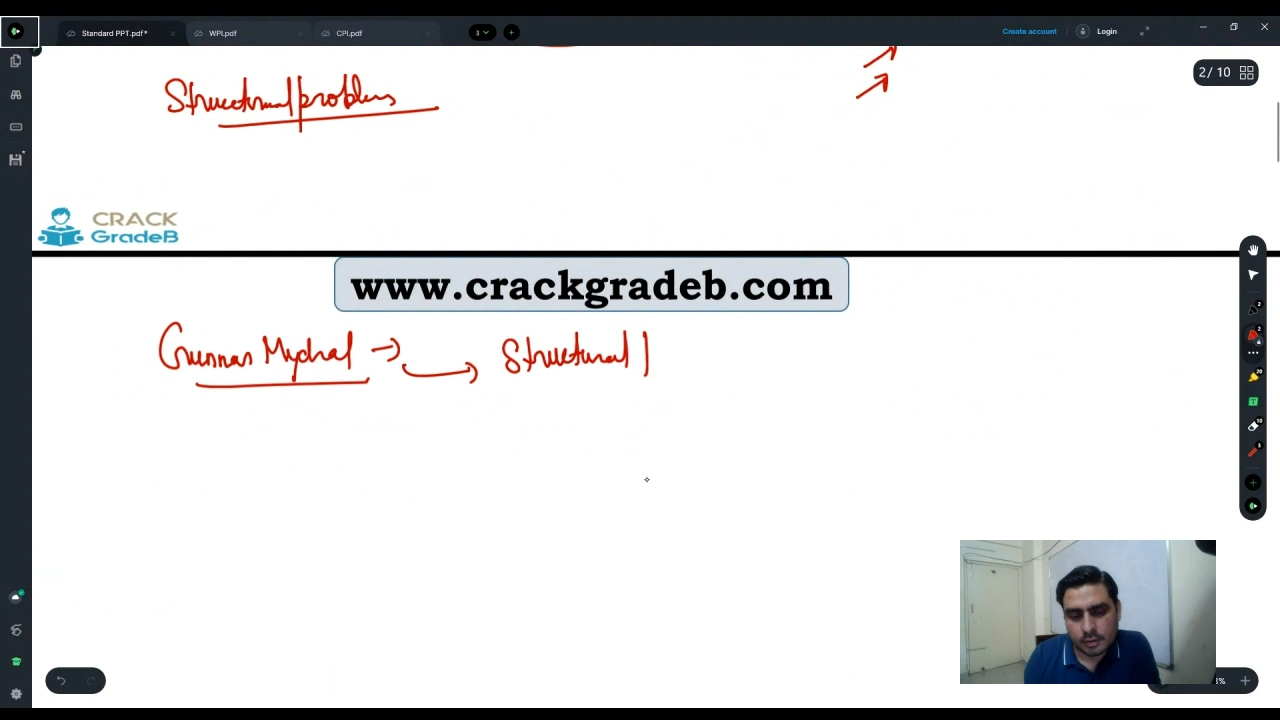 Standard PPT.pdf*
WPI.pdf
CPI.pdf
3
Create account
Login
2 / 10
Structural problems
CRACK
GradeB
www.crackgradeb.com
Gunnar Myrdal → → Structural